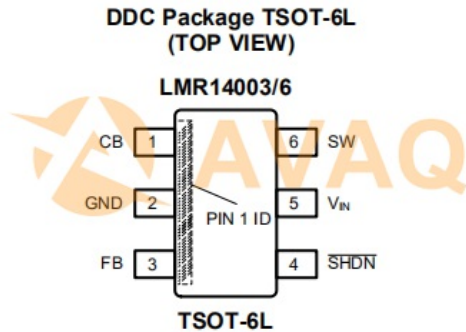 DDC Package TSOT-6L
(TOP VIEW)
LMR14003/6
CB 1 6 SW
AVAQ
GND 2 5 VIN
PIN 1 ID
FB 3 4 SHDN
TSOT-6L